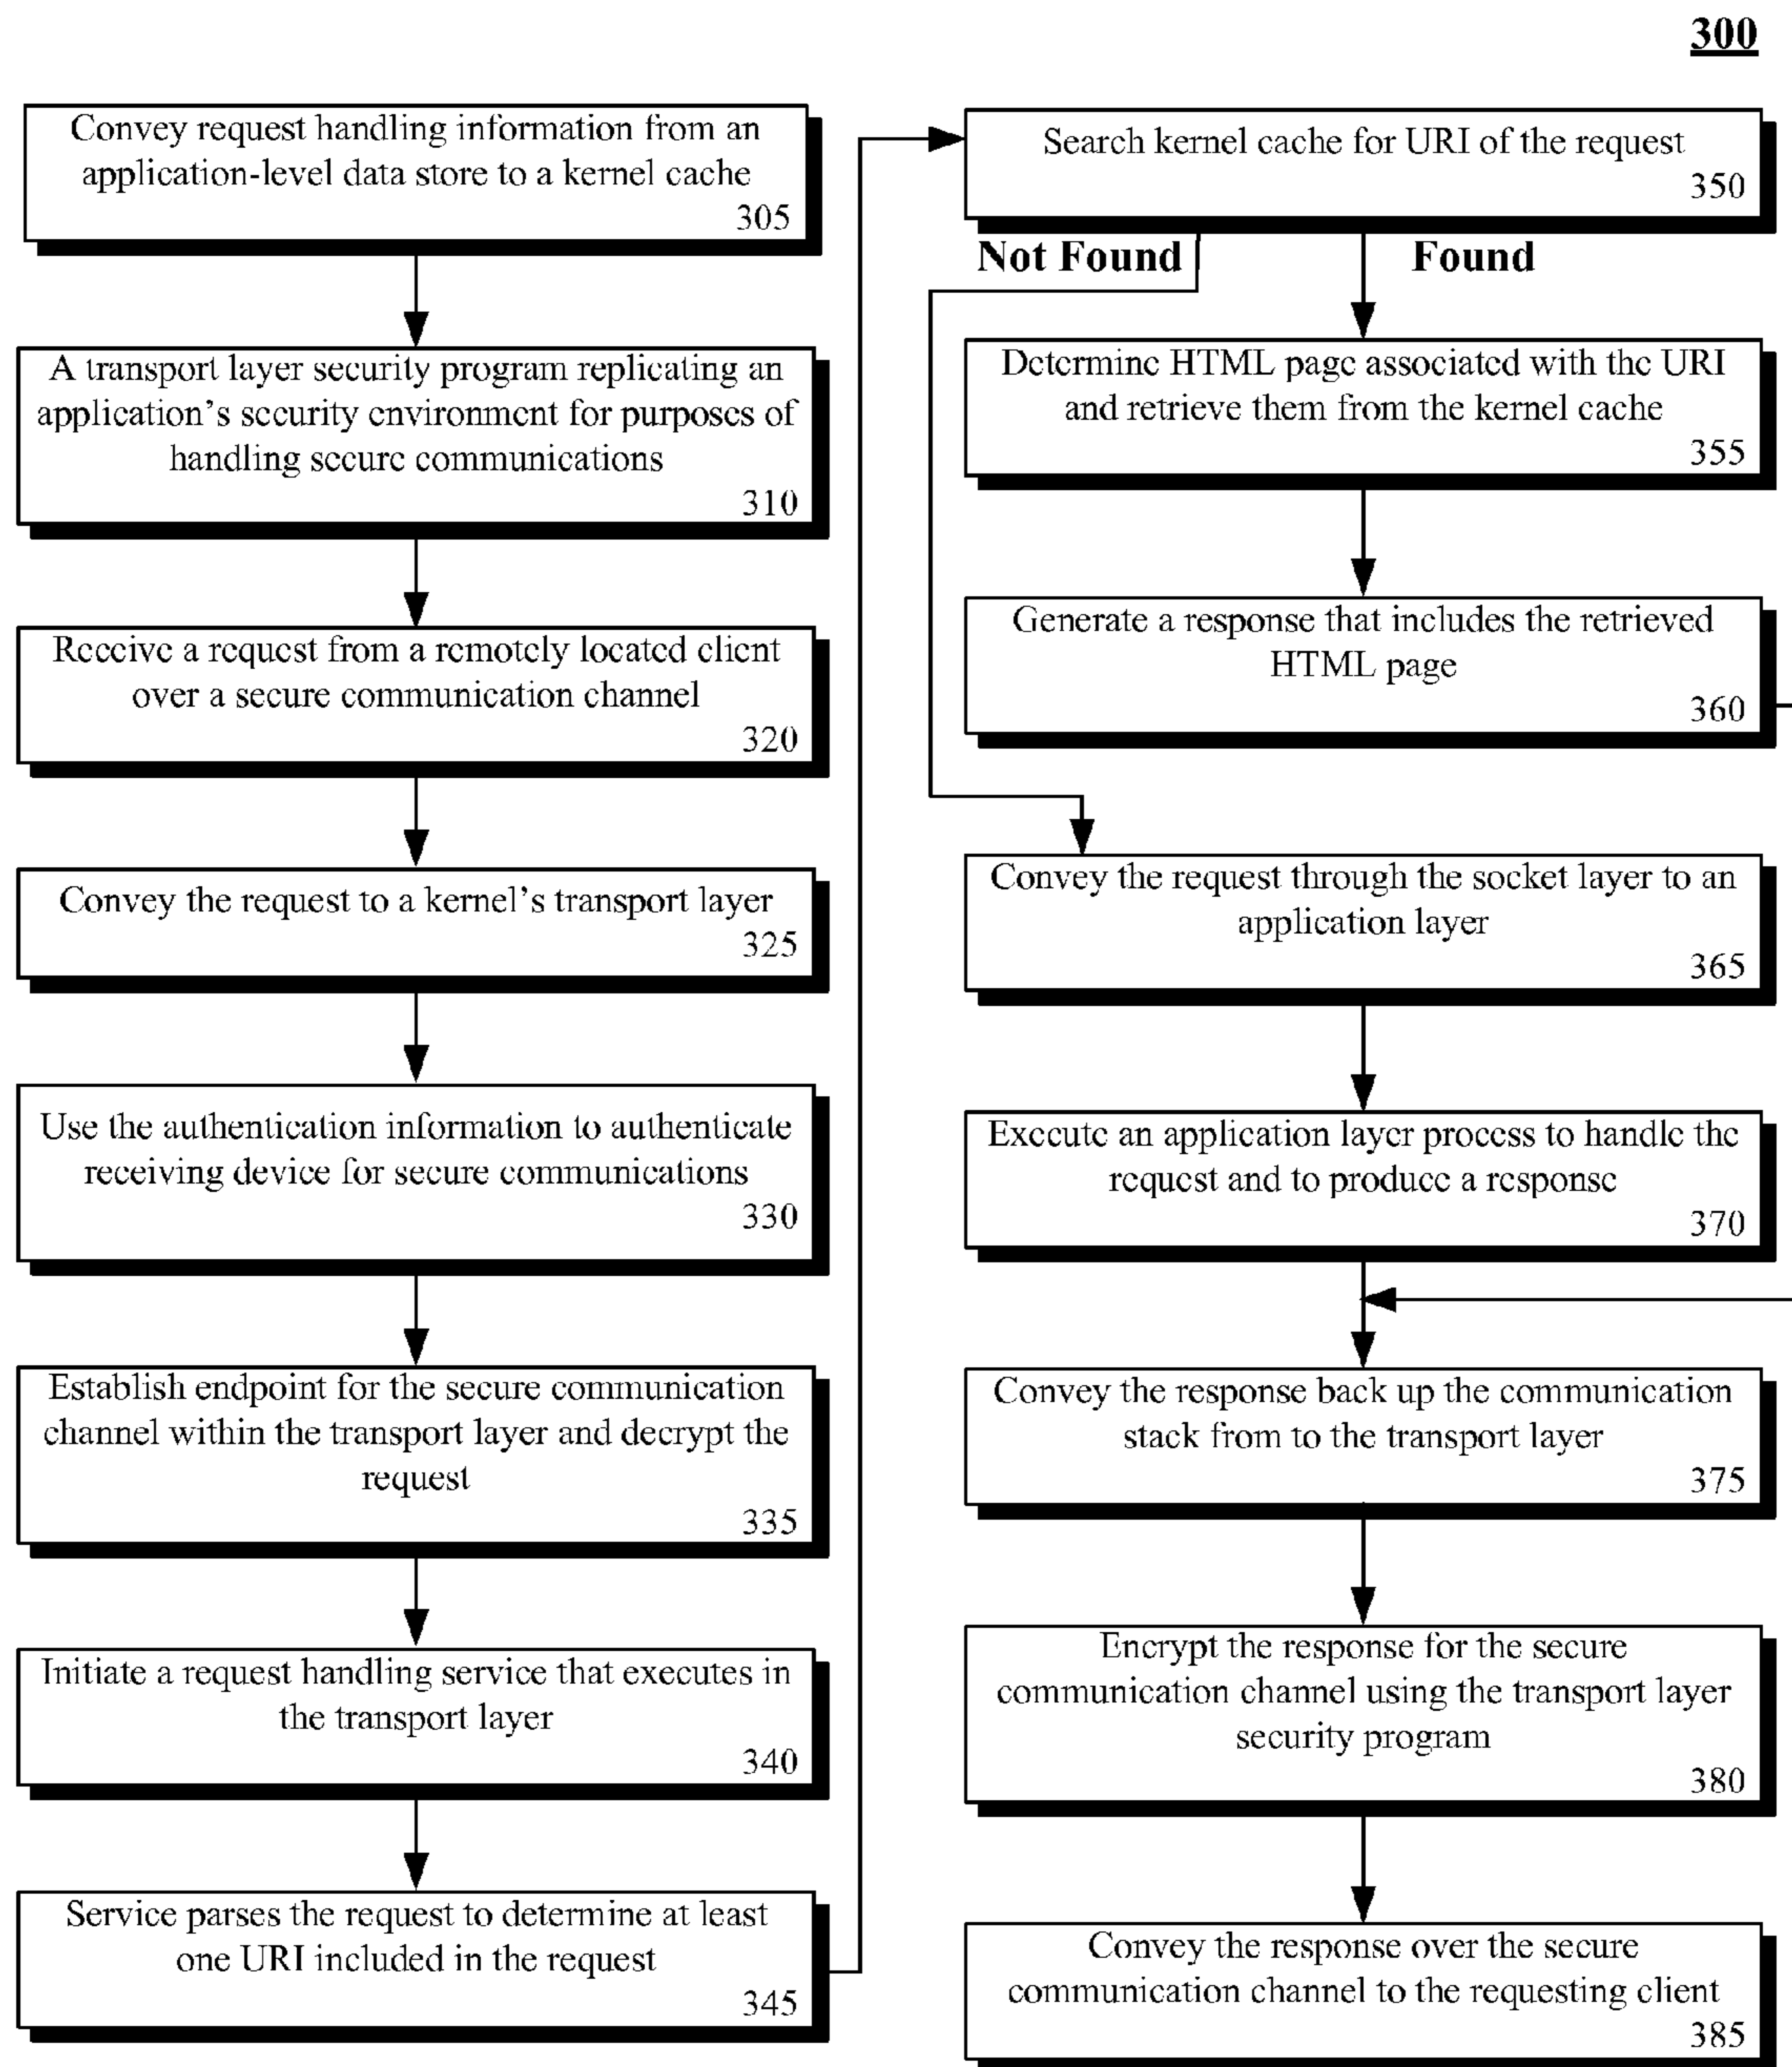 300
Convey request handling information from an
application-level data store to a kernel cache
305
A transport layer security program replicating an
application's security environment for purposes of
handling secure communications
310
Receive a request from a remotely located client
over a secure communication channel
320
Convey the request to a kernel's transport layer
325
Use the authentication information to authenticate
receiving device for secure communications
330
Establish endpoint for the secure communication
channel within the transport layer and decrypt the
request
335
Initiate a request handling service that executes in
the transport layer
340
Service parses the request to determine at least
one URI included in the request
345
Search kernel cache for URI of the request
350
Not Found
Found
Determine HTML page associated with the URI
and retrieve them from the kernel cache
355
Generate a response that includes the retrieved
HTML page
360
Convey the request through the socket layer to an
application layer
365
Execute an application layer process to handle the
request and to produce a response
370
Convey the response back up the communication
stack from to the transport layer
375
Encrypt the response for the secure
communication channel using the transport layer
security program
380
Convey the response over the secure
communication channel to the requesting client
385